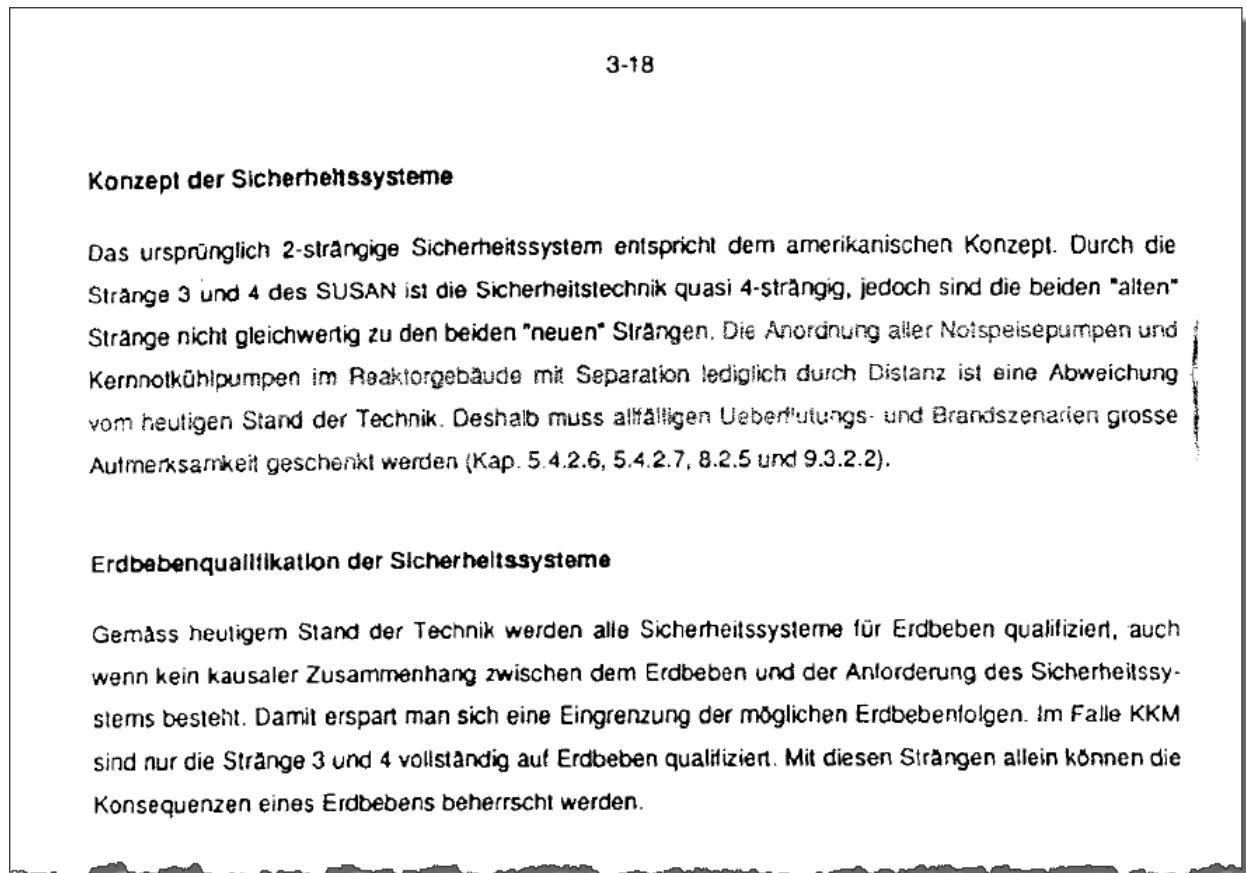 3-18
Konzept der Sicherheitssysteme
Das ursprünglich 2-strängige Sicherheitssystem entspricht dem amerikanischen Konzept. Durch die
Stränge 3 und 4 des SUSAN ist die Sicherheitstechnik quasi 4-strängig, jedoch sind die beiden "alten"
Stränge nicht gleichwertig zu den beiden "neuen" Strängen. Die Anordnung aller Notspeisepumpen und
Kernnotkühlpumpen im Reaktorgebäude mit Separation lediglich durch Distanz ist eine Abweichung
vom heutigen Stand der Technik. Deshalb muss allfälligen Ueberflutungs- und Brandszenarien grosse
Aufmerksamkeit geschenkt werden (Kap. 5.4.2.6, 5.4.2.7, 8.2.5 und 9.3.2.2).
Erdbebenqualifikation der Sicherheitssysteme
Gemäss heutigem Stand der Technik werden alle Sicherheitssysteme für Erdbeben qualifiziert, auch
wenn kein kausaler Zusammenhang zwischen dem Erdbeben und der Anforderung des Sicherheitssy-
stems besteht. Damit erspart man sich eine Eingrenzung der möglichen Erdbebenfolgen. Im Falle KKM
sind nur die Stränge 3 und 4 vollständig auf Erdbeben qualifiziert. Mit diesen Strängen allein können die
Konsequenzen eines Erdbebens beherrscht werden.